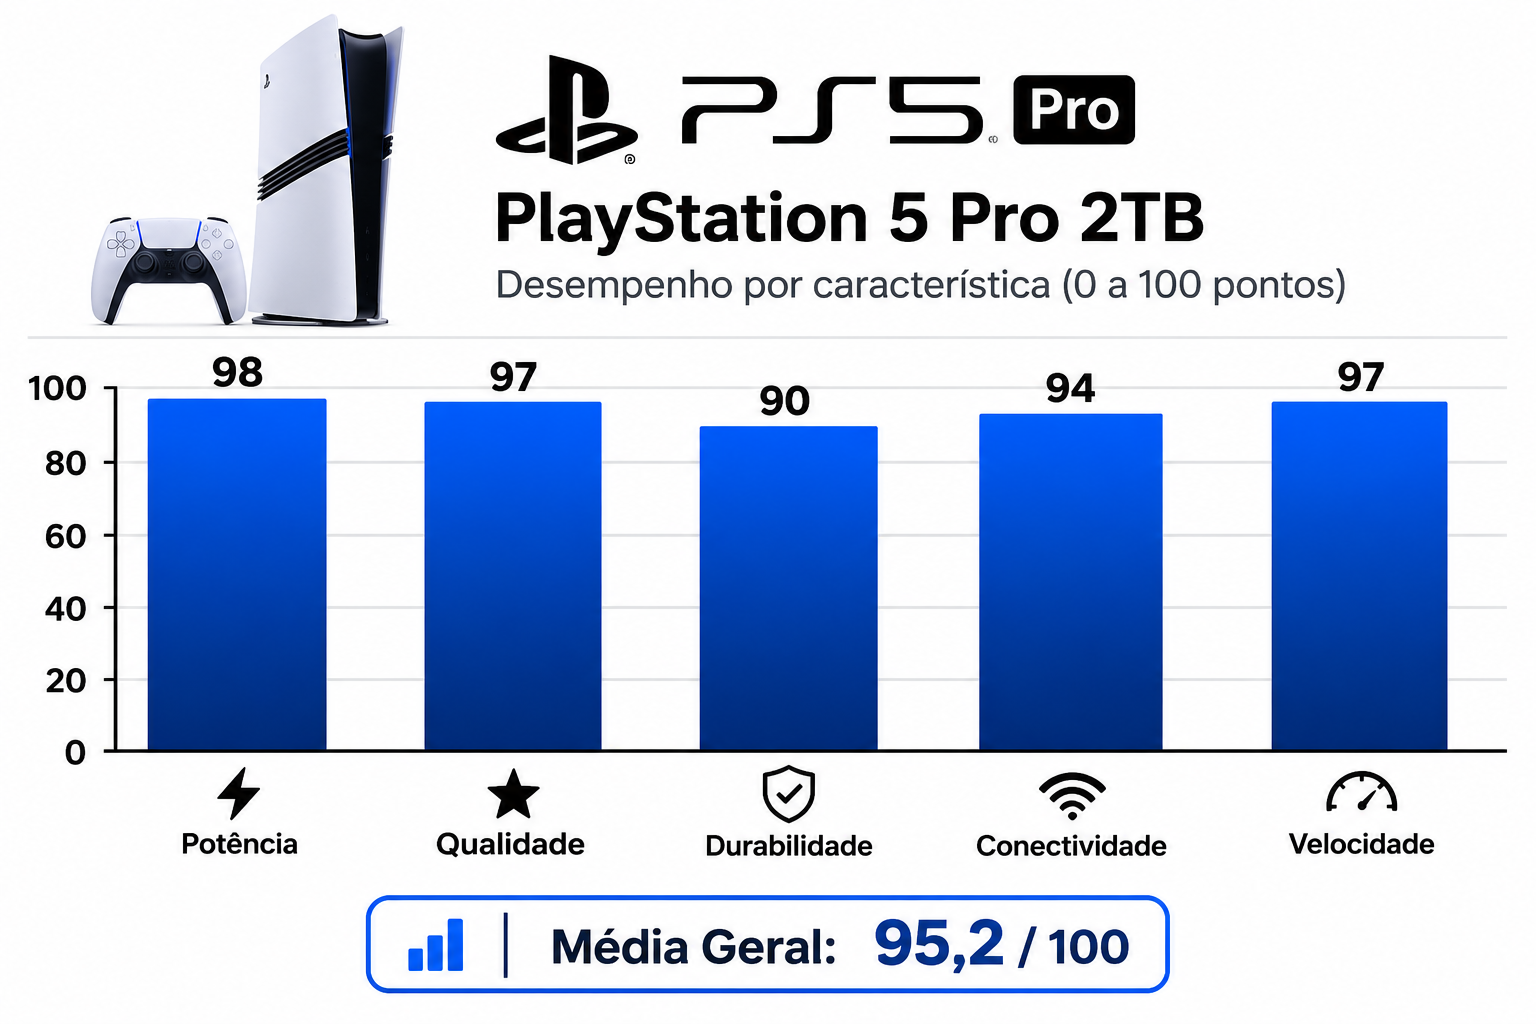 PS5 Pro
PlayStation 5 Pro 2TB
Desempenho por característica (0 a 100 pontos)
98 97 90 94 97
100
80
60
40
20
0
Potência Qualidade Durabilidade Conectividade Velocidade
Média Geral: 95,2 / 100